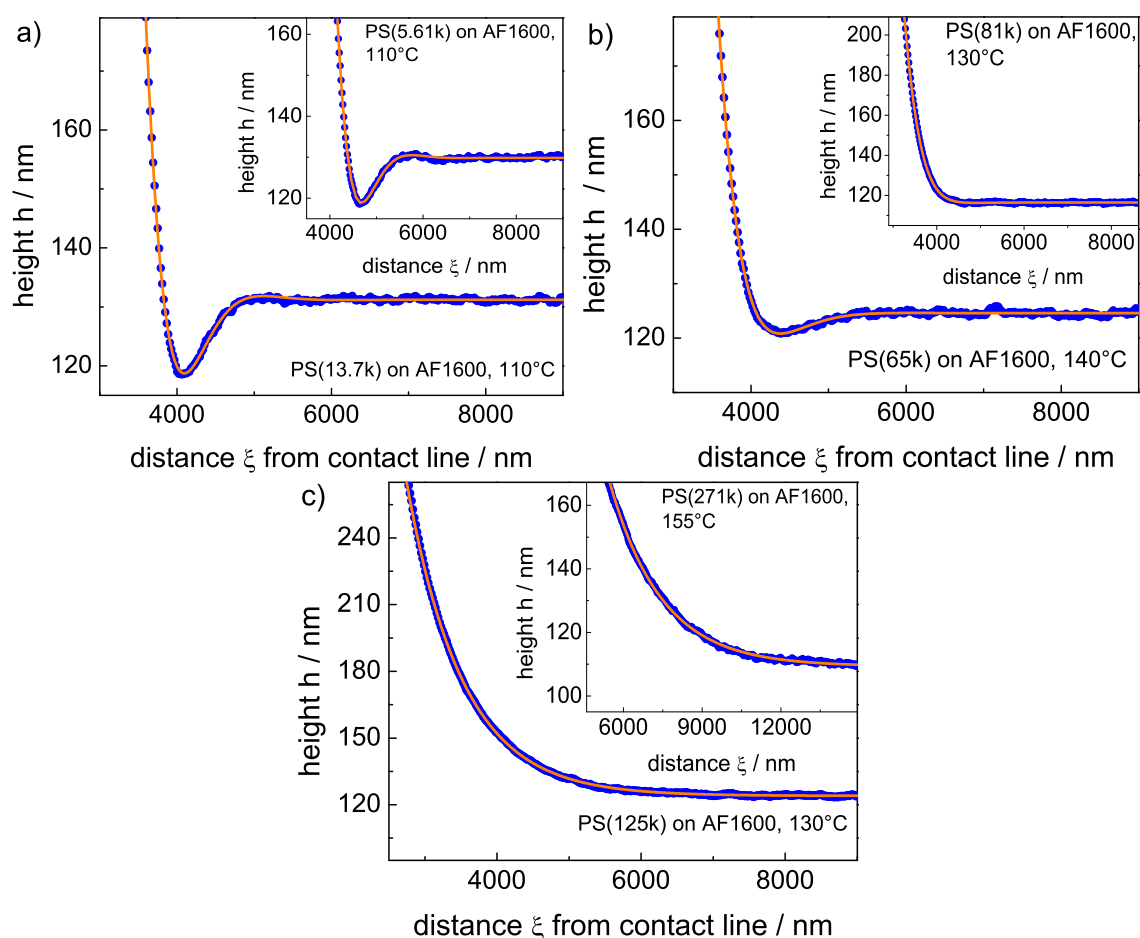 a)
PS(5.61k) on AF1600,
110°C
160
140
120
height h / nm
4000 6000 8000
distance ξ / nm
160
140
120
height h / nm
PS(13.7k) on AF1600, 110°C
4000 6000 8000
distance ξ from contact line / nm
b)
PS(81k) on AF1600,
130°C
200
180
160
140
120
height h / nm
4000 6000 8000
distance ξ / nm
160
140
120
height h / nm
PS(65k) on AF1600, 140°C
4000 6000 8000
distance ξ from contact line / nm
c)
PS(271k) on AF1600,
155°C
160
140
120
100
height h / nm
6000 9000 12000
distance ξ / nm
240
210
180
150
120
height h / nm
PS(125k) on AF1600, 130°C
4000 6000 8000
distance ξ from contact line / nm